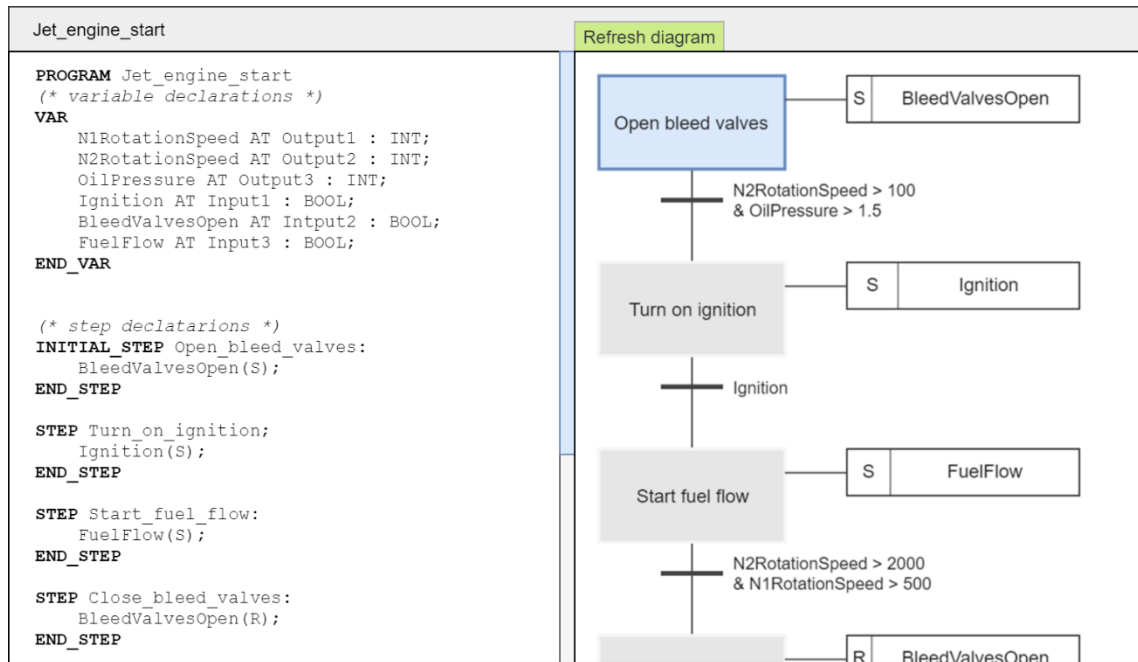 Jet_engine_start
PROGRAM Jet_engine_start
(* variable declarations *)
VAR
N1RotationSpeed AT Output1 : INT;
N2RotationSpeed AT Output2 : INT;
OilPressure AT Output3 : INT;
Ignition AT Input1 : BOOL;
BleedValvesOpen AT Intput2 : BOOL;
FuelFlow AT Input3 : BOOL;
END_VAR
(* step declatarions *)
INITIAL_STEP Open_bleed_valves:
BleedValvesOpen(S);
END_STEP
STEP Turn_on_ignition;
Ignition(S);
END_STEP
STEP Start_fuel_flow:
FuelFlow(S);
END_STEP
STEP Close_bleed_valves:
BleedValvesOpen(R);
END_STEP
Refresh diagram
Open bleed valves
S BleedValvesOpen
N2RotationSpeed > 100
& OilPressure > 1.5
Turn on ignition
S Ignition
Ignition
Start fuel flow
S FuelFlow
N2RotationSpeed > 2000
& N1RotationSpeed > 500
R BleedValvesOpen